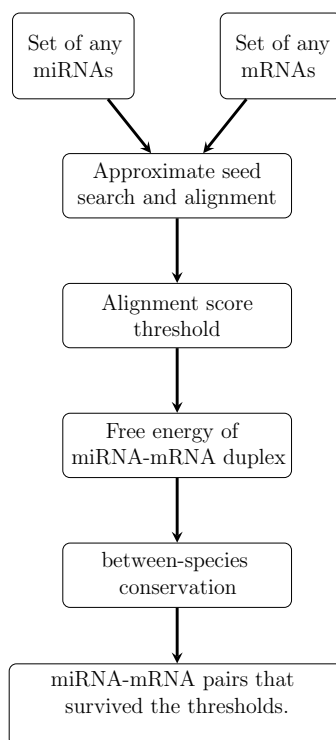 Set of any
miRNAs
Set of any
mRNAs
Approximate seed
search and alignment
Alignment score
threshold
Free energy of
miRNA-mRNA duplex
between-species
conservation
miRNA-mRNA pairs that
survived the thresholds.